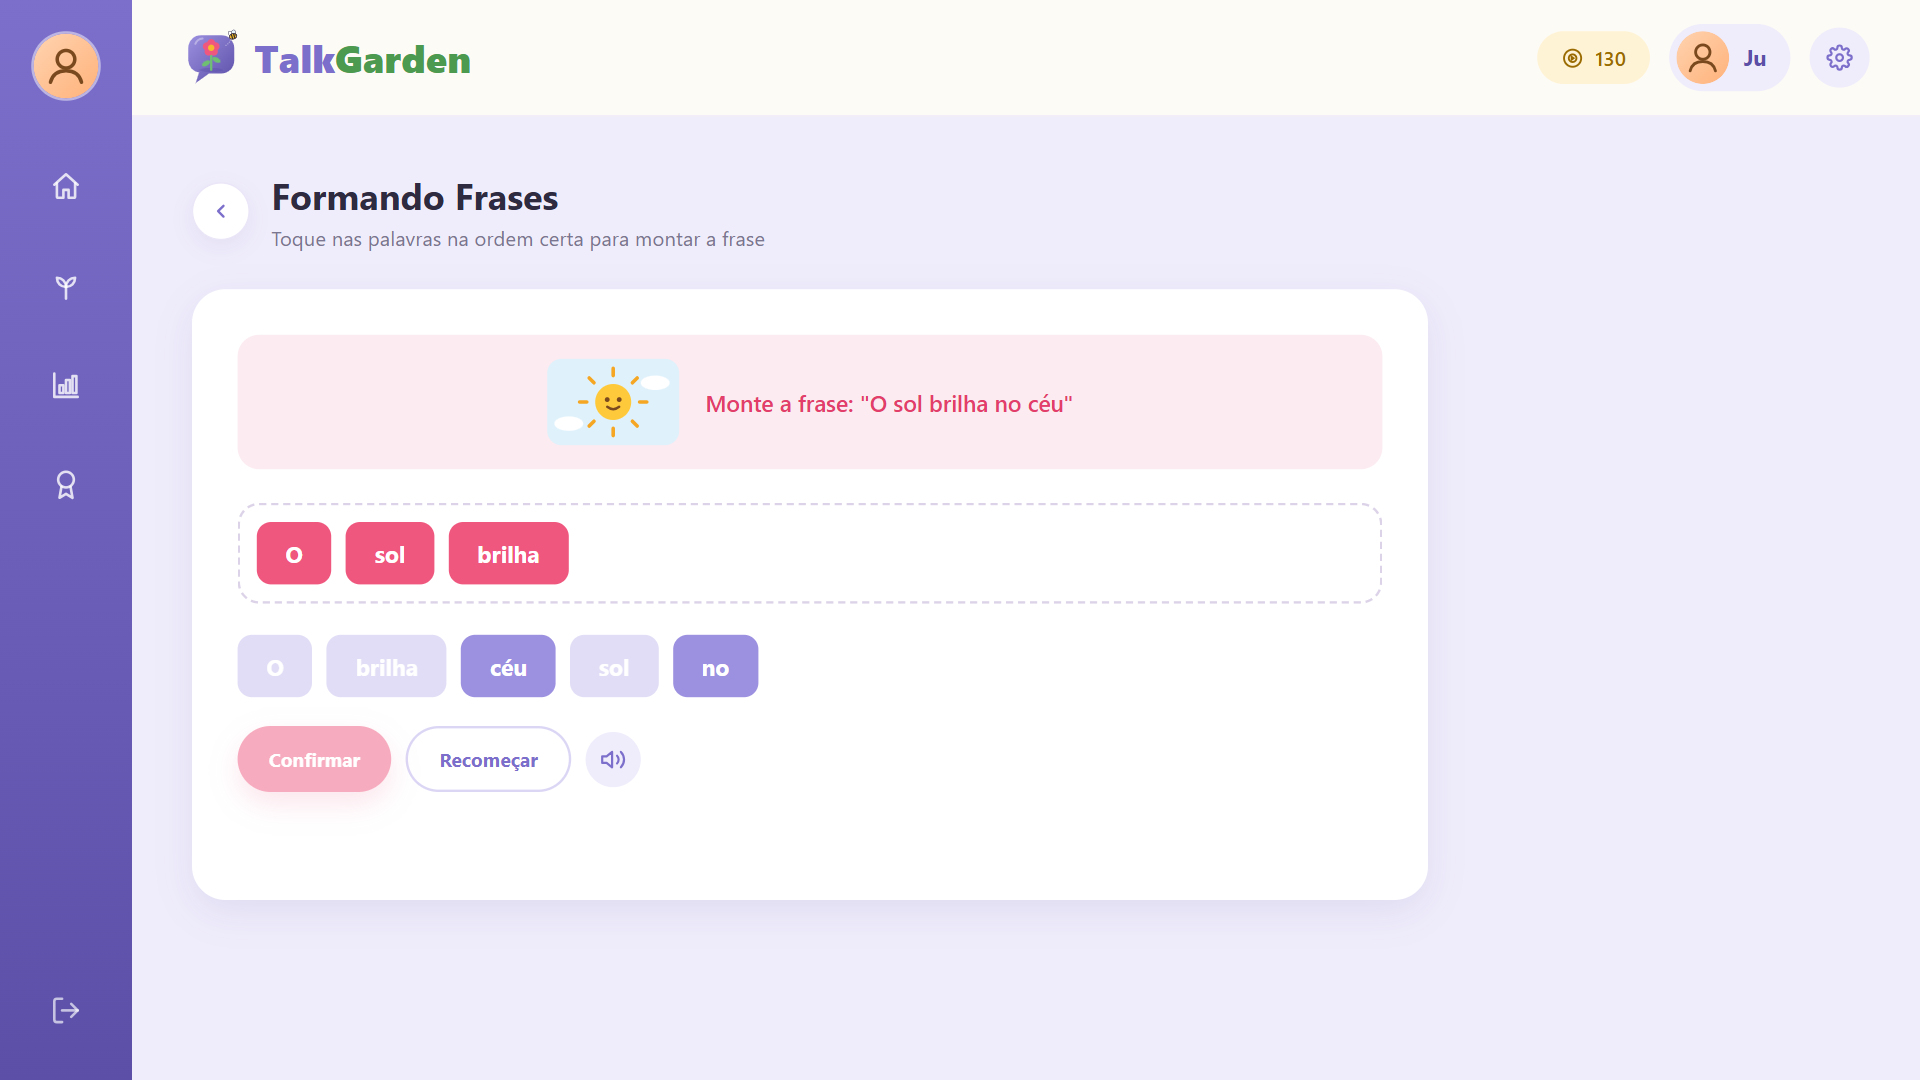 TalkGarden
130
Ju
Formando Frases
Toque nas palavras na ordem certa para montar a frase
Monte a frase: "O sol brilha no céu"
O sol brilha
O brilha céu sol no
Confirmar Recomeçar